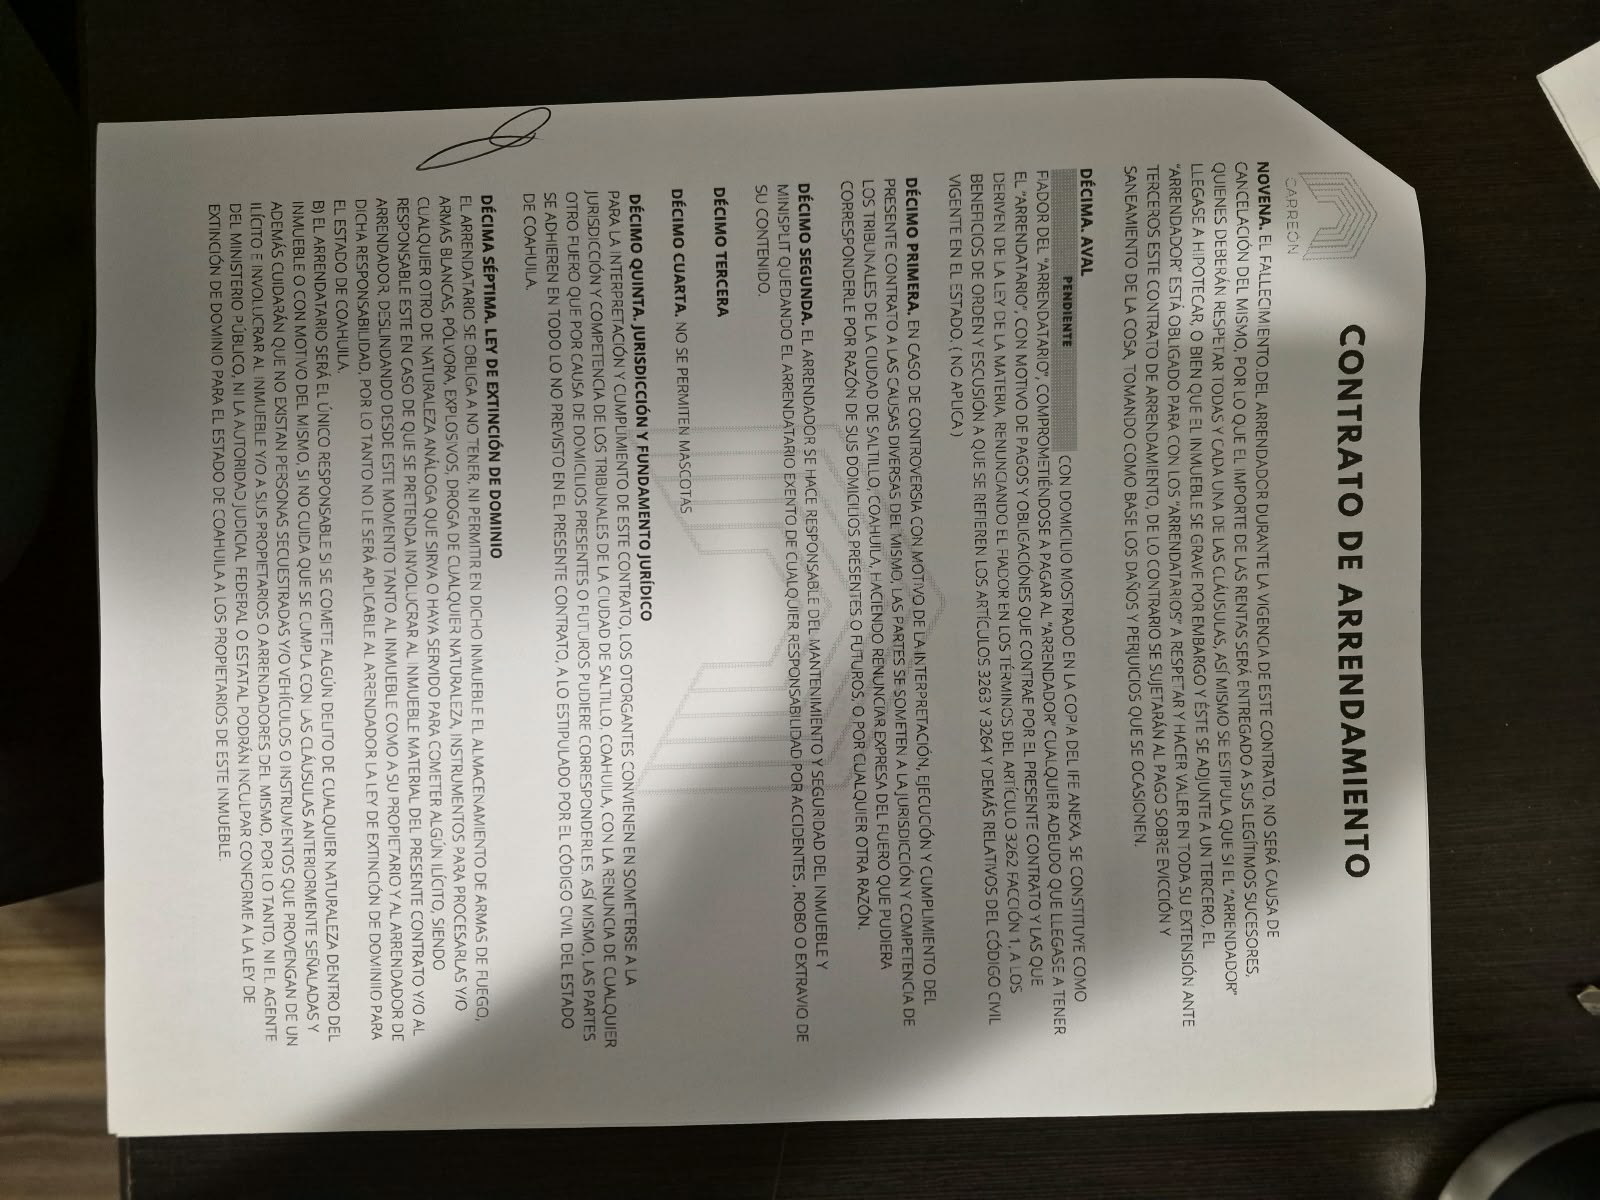 CARREÓN
CONTRATO DE ARRENDAMIENTO
NOVENA. EL FALLECIMIENTO DEL ARRENDADOR DURANTE LA VIGENCIA DE ESTE CONTRATO, NO SERÁ CAUSA DE
CANCELACIÓN DEL MISMO, POR LO QUE EL IMPORTE DE LAS RENTAS SERÁ ENTREGADO A SUS LEGÍTIMOS SUCESORES,
QUIENES DEBERÁN RESPETAR TODAS Y CADA UNA DE LAS CLÁUSULAS, ASÍ MISMO SE ESTIPULA QUE SI EL "ARRENDADOR"
LLEGASE A HIPOTECAR, O BIEN QUE EL INMUEBLE SE GRAVE POR EMBARGO Y ÉSTE SE ADJUNTE A UN TERCERO, EL
"ARRENDADOR" ESTÁ OBLIGADO PARA CON LOS "ARRENDATARIOS" A RESPETAR Y HACER VALER EN TODA SU EXTENSIÓN ANTE
TERCEROS ESTE CONTRATO DE ARRENDAMIENTO, DE LO CONTRARIO SE SUJETARÁN AL PAGO SOBRE EVICCIÓN Y
SANEAMIENTO DE LA COSA, TOMANDO COMO BASE LOS DAÑOS Y PERJUICIOS QUE SE OCASIONEN.
DÉCIMA. AVAL
PENDIENTE CON DOMICILIO MOSTRADO EN LA COPIA DEL IFE ANEXA, SE CONSTITUYE COMO
FIADOR DEL "ARRENDATARIO", COMPROMETIÉNDOSE A PAGAR AL "ARRENDADOR" CUALQUIER ADEUDO QUE LLEGASE A TENER
EL "ARRENDATARIO", CON MOTIVO DE PAGOS Y OBLIGACIÓNES QUE CONTRAE POR EL PRESENTE CONTRATO Y LAS QUE
DERIVEN DE LA LEY DE LA MATERIA, RENUNCIANDO EL FIADOR EN LOS TÉRMINOS DEL ARTÍCULO 3262 FACCIÓN 1, A LOS
BENEFICIOS DE ORDEN Y ESCUSIÓN A QUE SE REFIEREN LOS ARTÍCULOS 3263 Y 3264 Y DEMÁS RELATIVOS DEL CÓDIGO CIVIL
VIGENTE EN EL ESTADO. ( NO APLICA )
DÉCIMO PRIMERA. EN CASO DE CONTROVERSIA CON MOTIVO DE LA INTERPRETACIÓN, EJECUCIÓN Y CUMPLIMIENTO DEL
PRESENTE CONTRATO A LAS CAUSAS DIVERSAS DEL MISMO, LAS PARTES SE SOMETEN A LA JURISDICCIÓN Y COMPETENCIA DE
LOS TRIBUNALES DE LA CIUDAD DE SALTILLO, COAHUILA, HACIENDO RENUNCIAR EXPRESA DEL FUERO QUE PUDIERA
CORRESPONDERLE POR RAZÓN DE SUS DOMICILIOS PRESENTES O FUTUROS, O POR CUALQUIER OTRA RAZÓN.
DÉCIMO SEGUNDA. EL ARRENDADOR SE HACE RESPONSABLE DEL MANTENIMIENTO Y SEGURIDAD DEL INMUEBLE Y
MINISPLIT QUEDANDO EL ARRENDATARIO EXENTO DE CUALQUIER RESPONSABILIDAD POR ACCIDENTES , ROBO O EXTRAVIO DE
SU CONTENIDO.
DÉCIMO TERCERA
DÉCIMO CUARTA. NO SE PERMITEN MASCOTAS
DÉCIMO QUINTA. JURISDICCIÓN Y FUNDAMENTO JURÍDICO
PARA LA INTERPRETACIÓN Y CUMPLIMIENTO DE ESTE CONTRATO, LOS OTORGANTES CONVIENEN EN SOMETERSE A LA
JURISDICCIÓN Y COMPETENCIA DE LOS TRIBUNALES DE LA CIUDAD DE SALTILLO, COAHUILA, CON LA RENUNCIA DE CUALQUIER
OTRO FUERO QUE POR CAUSA DE DOMICILIOS PRESENTES O FUTUROS PUDIERE CORRESPONDERLES. ASÍ MISMO, LAS PARTES
SE ADHIEREN EN TODO LO NO PREVISTO EN EL PRESENTE CONTRATO, A LO ESTIPULADO POR EL CÓDIGO CIVIL DEL ESTADO
DE COAHUILA.
DÉCIMA SÉPTIMA. LEY DE EXTINCIÓN DE DOMINIO
EL ARRENDATARIO SE OBLIGA A NO TENER, NI PERMITIR EN DICHO INMUEBLE EL ALMACENAMIENTO DE ARMAS DE FUEGO,
ARMAS BLANCAS, PÓLVORA, EXPLOSIVOS, DROGA DE CUALQUIER NATURALEZA, INSTRUMENTOS PARA PROCESARLAS Y/O
CUALQUIER OTRO DE NATURALEZA ANÁLOGA QUE SIRVA O HAYA SERVIDO PARA COMETER ALGÚN ILÍCITO, SIENDO
RESPONSABLE ESTE EN CASO DE QUE SE PRETENDA INVOLUCRAR AL INMUEBLE MATERIAL DEL PRESENTE CONTRATO Y/O AL
ARRENDADOR, DESLINDANDO DESDE ESTE MOMENTO TANTO AL INMUEBLE COMO A SU PROPIETARIO Y AL ARRENDADOR DE
DICHA RESPONSABILIDAD, POR LO TANTO NO LE SERÁ APLICABLE AL ARRENDADOR LA LEY DE EXTINCIÓN DE DOMINIIO PARA
EL ESTADO DE COAHUILA.
B) EL ARRENDATARIO SERÁ EL ÚNICO RESPONSABLE SI SE COMETE ALGÚN DELITO DE CUALQUIER NATURALEZA DENTRO DEL
INMUEBLE O CON MOTIVO DEL MISMO, SI NO CUIDA QUE SE CUMPLA CON LAS CLÁUSULAS ANTERIORMENTE SEÑALADAS Y
ADEMÁS CUIDARÁN QUE NO EXISTAN PERSONAS SECUESTRADAS Y/O VEHÍCULOS O INSTRUMENTOS QUE PROVENGAN DE UN
ILÍCITO E INVOLUCRAR AL INMUEBLE Y/O A SUS PROPIETARIOS O ARRENDADORES DEL MISMO, POR LO TANTO, NI EL AGENTE
DEL MINISTERIO PÚBLICO, NI LA AUTORIDAD JUDICIAL FEDERAL O ESTATAL PODRÁN INCULPAR CONFORME A LA LEY DE
EXTINCIÓN DE DOMINIO PARA EL ESTADO DE COAHUILA A LOS PROPIETARIOS DE ESTE INMUEBLE.